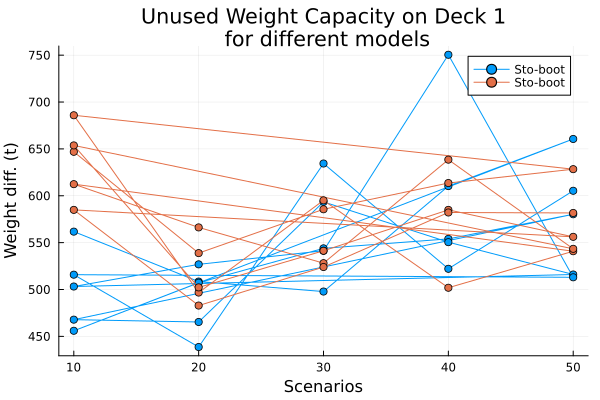 Unused Weight Capacity on Deck 1
for different models
Weight diff. (t)
750
700
650
600
550
500
450
10
20
30
40
50
Scenarios
Sto-boot
Sto-boot